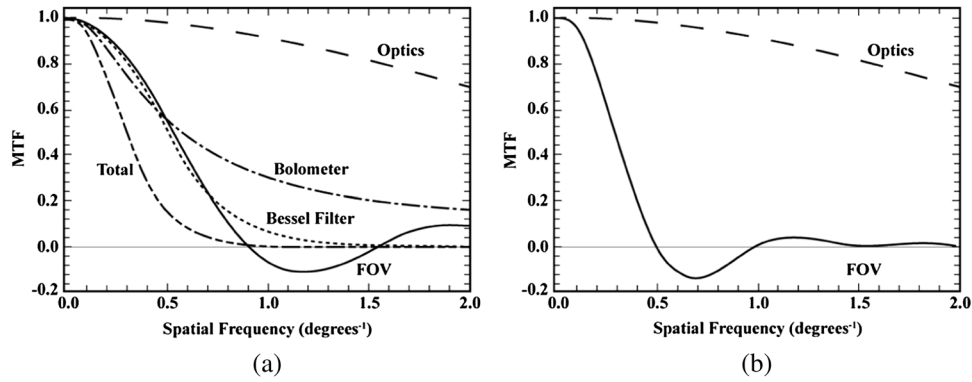 1.0
0.8
0.6
0.4
0.2
0.0
-0.2
MTF
Optics
Total
Bolometer
Bessel Filter
FOV
0.0 0.5 1.0 1.5 2.0
Spatial Frequency (degrees⁻¹)
(a)
1.0
0.8
0.6
0.4
0.2
0.0
-0.2
MTF
Optics
FOV
0.0 0.5 1.0 1.5 2.0
Spatial Frequency (degrees⁻¹)
(b)